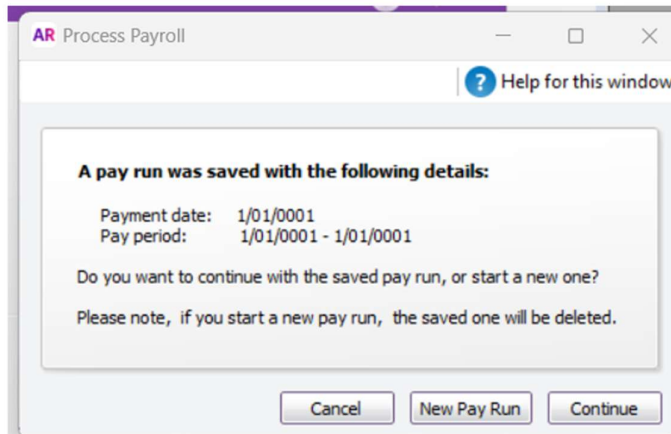 AR Process Payroll
? Help for this window
A pay run was saved with the following details:
Payment date: 1/01/0001
Pay period: 1/01/0001 - 1/01/0001
Do you want to continue with the saved pay run, or start a new one?
Please note, if you start a new pay run, the saved one will be deleted.
Cancel New Pay Run Continue